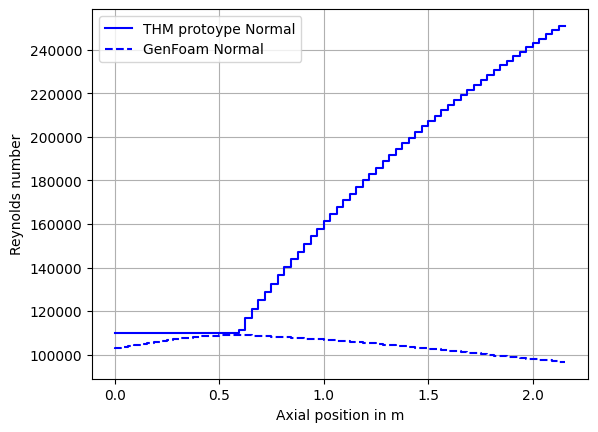 THM protoype Normal
GenFoam Normal
240000
220000
200000
180000
160000
140000
120000
100000
Reynolds number
0.0 0.5 1.0 1.5 2.0
Axial position in m